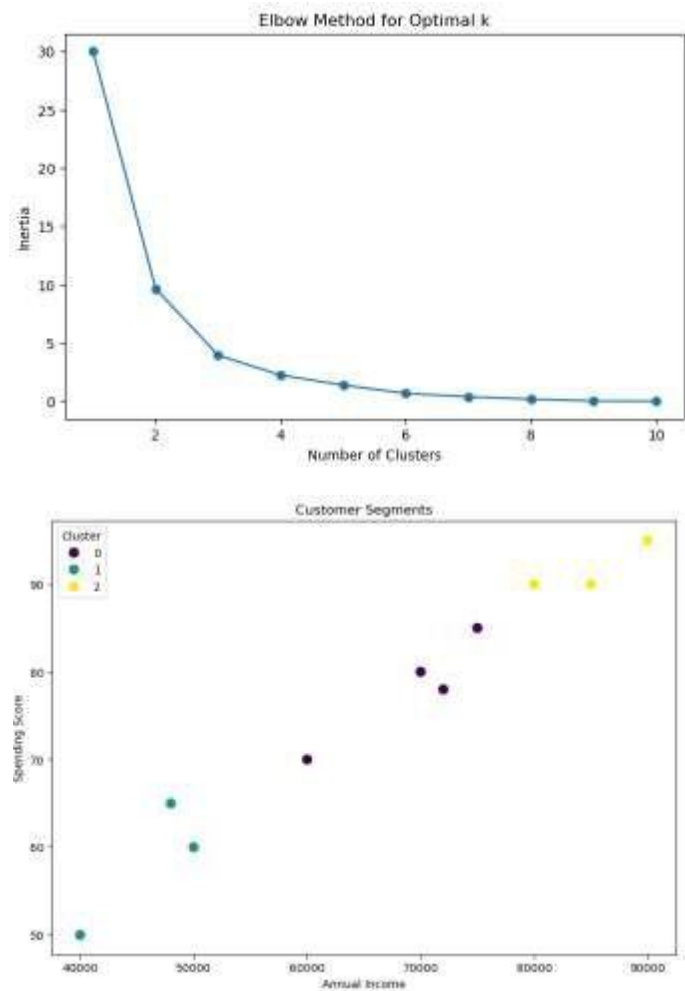 Elbow Method for Optimal k
30
25
20
15
10
5
0
Inertia
2 4 6 8 10
Number of Clusters
Customer Segments
Cluster
0
1
2
90
80
70
60
50
Spending Score
40000 50000 60000 70000 80000 90000
Annual Income